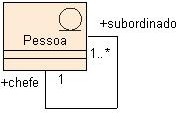 +subordinado
Pessoa
1..*
+chefe
1